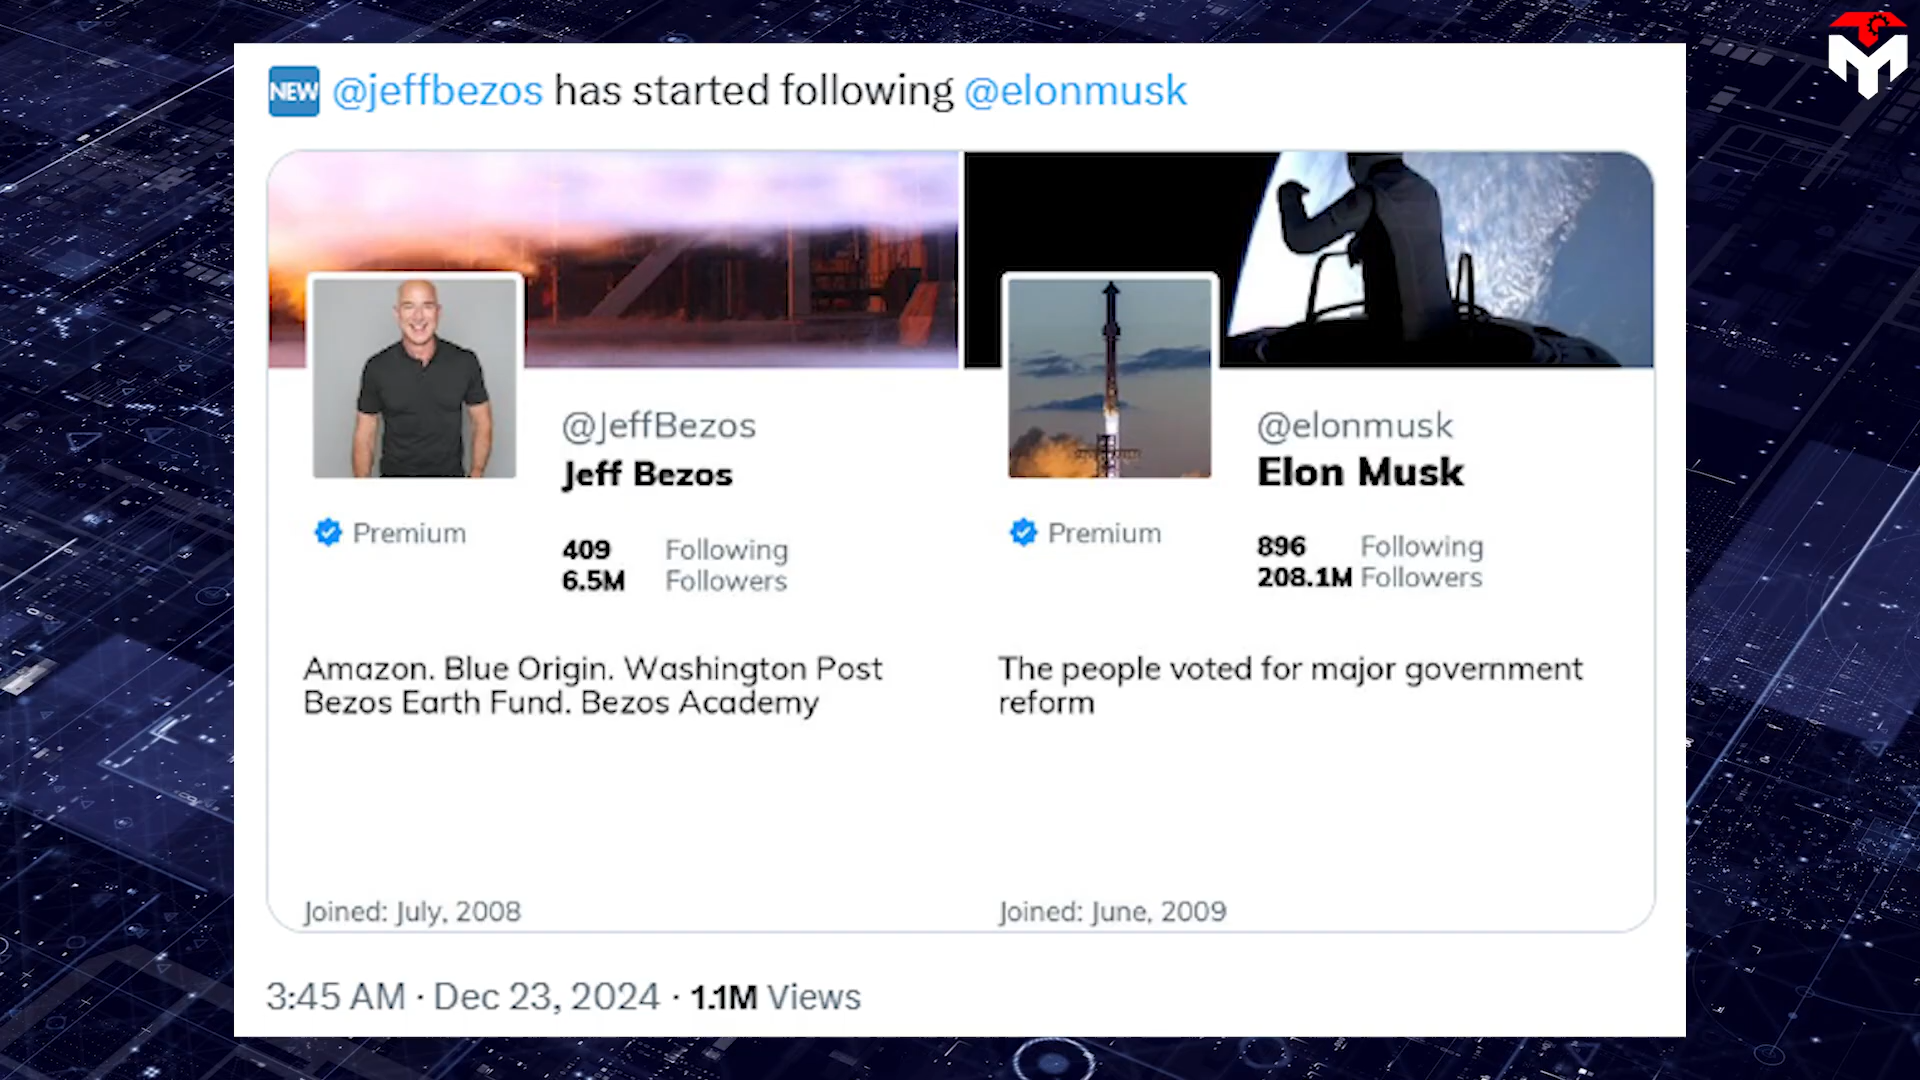 NEW @jeffbezos has started following @elonmusk
@JeffBezos
Jeff Bezos
Premium
409 Following
6.5M Followers
Amazon. Blue Origin. Washington Post
Bezos Earth Fund. Bezos Academy
Joined: July, 2008
@elonmusk
Elon Musk
Premium
896 Following
208.1M Followers
The people voted for major government
reform
Joined: June, 2009
3:45 AM · Dec 23, 2024 · 1.1M Views